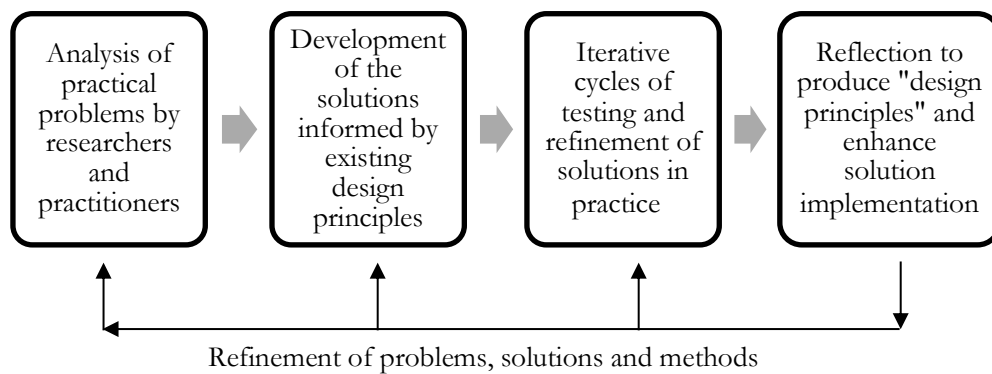 Analysis of
practical
problems by
researchers
and
practitioners
Development
of the
solutions
informed by
existing
design
principles
Iterative
cycles of
testing and
refinement of
solutions in
practice
Reflection to
produce "design
principles" and
enhance
solution
implementation
Refinement of problems, solutions and methods